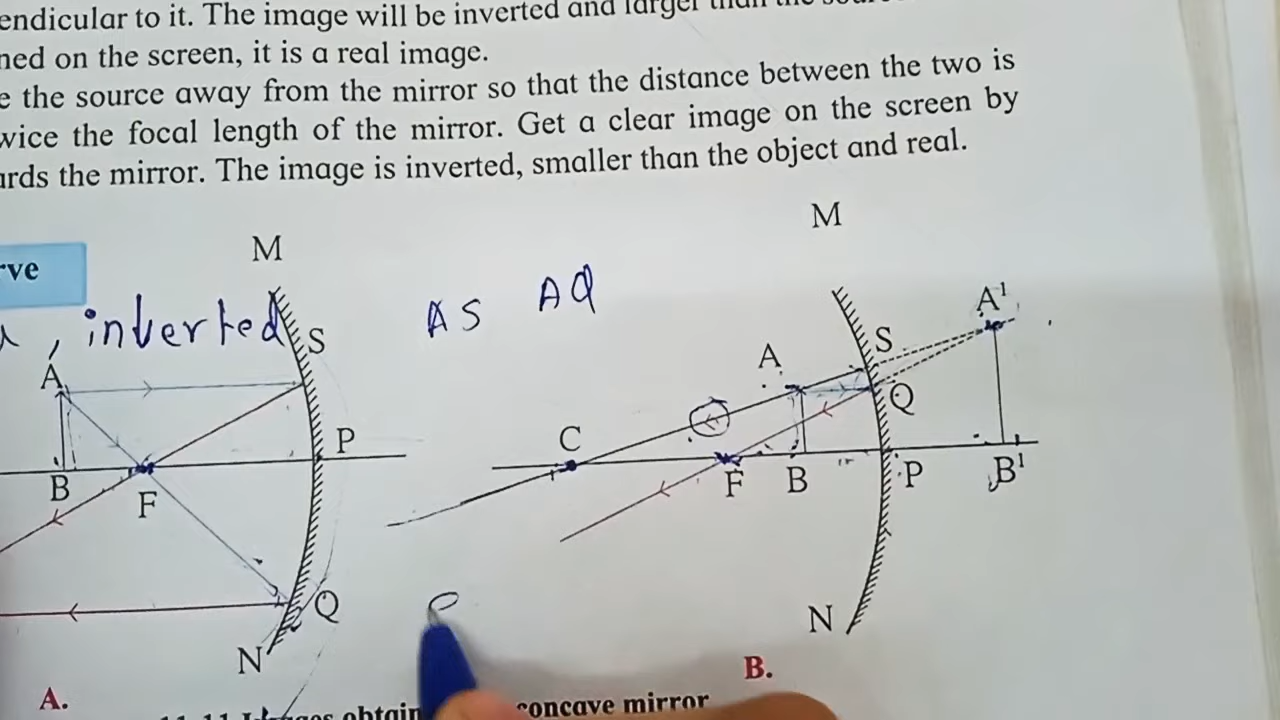 endicular to it. The image will be inverted and larger than the
ned on the screen, it is a real image.
e the source away from the mirror so that the distance between the two is
wice the focal length of the mirror. Get a clear image on the screen by
ards the mirror. The image is inverted, smaller than the object and real.
rve
M
, inverted
S
A
P
B
F
Q
N
A.
AS AQ
M
A¹
S
A
Q
C
F
B
P
B¹
N
B.
concave mirror